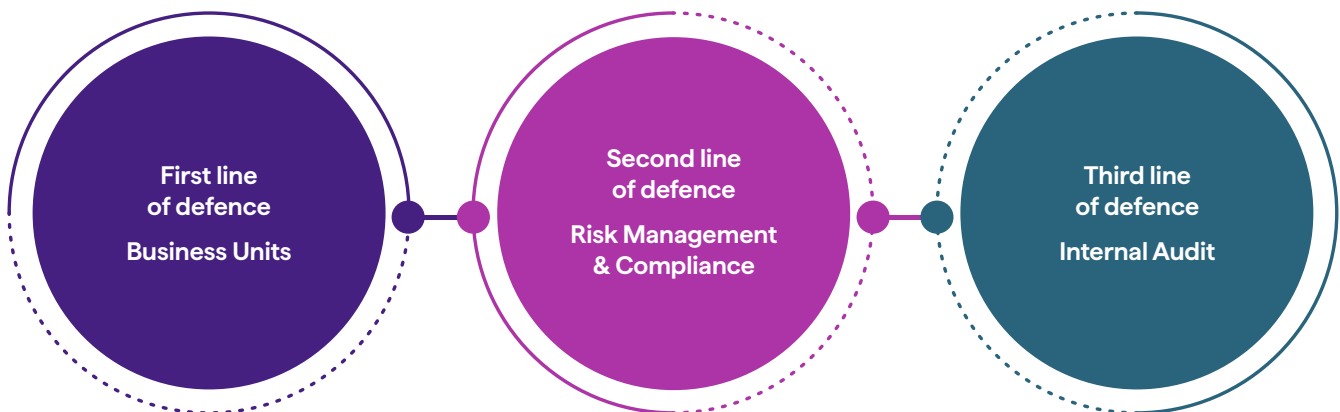 First line
of defence
Business Units
Second line
of defence
Risk Management
& Compliance
Third line
of defence
Internal Audit